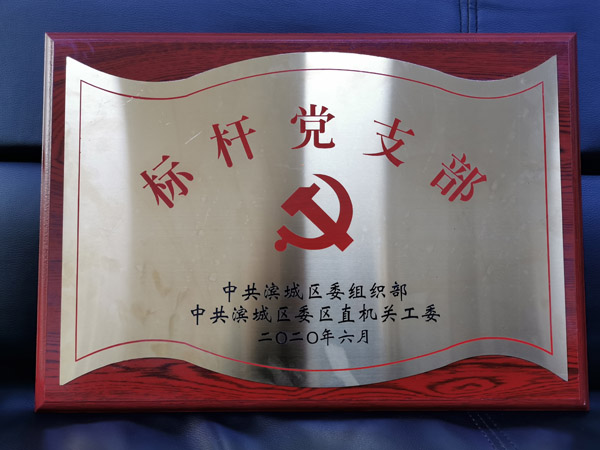 标杆党支部
中共滨城区委组织部
中共滨城区委区直机关工委
二〇二〇年六月